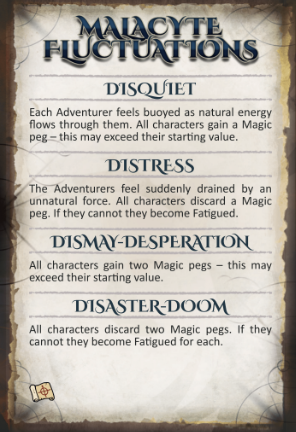 MALACYTE
FLUCTUATIONS
DISQUIET
Each Adventurer feels buoyed as natural energy
flows through them. All characters gain a Magic
peg – this may exceed their starting value.
DISTRESS
The Adventurers feel suddenly drained by an
unnatural force. All characters discard a Magic
peg. If they cannot they become Fatigued.
DISMAY-DESPERATION
All characters gain two Magic pegs – this may
exceed their starting value.
DISASTER-DOOM
All characters discard two Magic pegs. If they
cannot they become Fatigued for each.